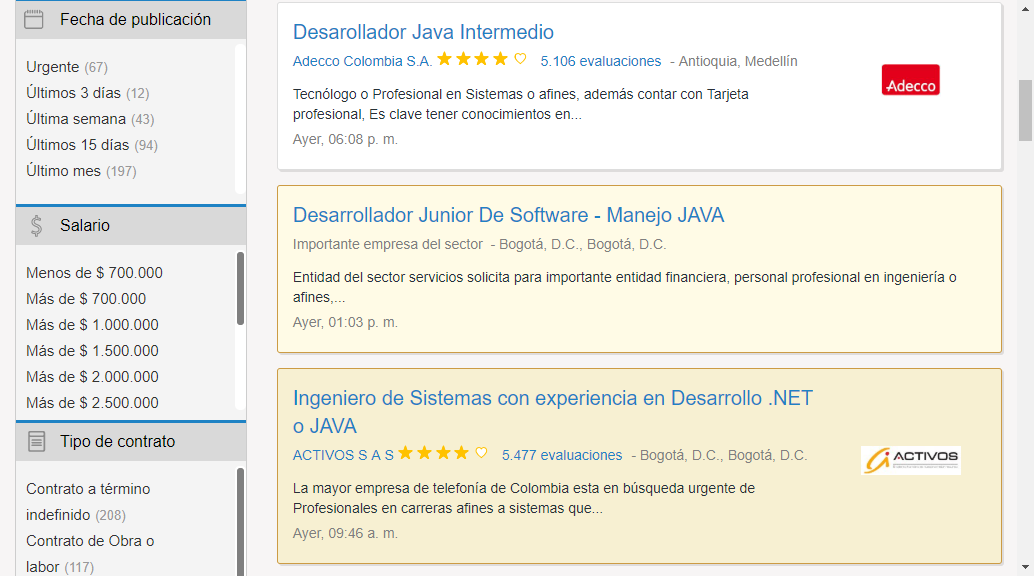 Fecha de publicación
Urgente (67)
Últimos 3 días (12)
Última semana (43)
Últimos 15 días (94)
Último mes (197)
Salario
Menos de $ 700.000
Más de $ 700.000
Más de $ 1.000.000
Más de $ 1.500.000
Más de $ 2.000.000
Más de $ 2.500.000
Tipo de contrato
Contrato a término
indefinido (208)
Contrato de Obra o
labor (117)
Desarollador Java Intermedio
Adecco Colombia S.A. 5.106 evaluaciones - Antioquia, Medellín
Tecnólogo o Profesional en Sistemas o afines, además contar con Tarjeta
profesional, Es clave tener conocimientos en...
Ayer, 06:08 p. m.
Adecco
Desarrollador Junior De Software - Manejo JAVA
Importante empresa del sector - Bogotá, D.C., Bogotá, D.C.
Entidad del sector servicios solicita para importante entidad financiera, personal profesional en ingeniería o
afines,...
Ayer, 01:03 p. m.
Ingeniero de Sistemas con experiencia en Desarrollo .NET
o JAVA
ACTIVOS S A S 5.477 evaluaciones - Bogotá, D.C., Bogotá, D.C.
La mayor empresa de telefonía de Colombia esta en búsqueda urgente de
Profesionales en carreras afines a sistemas que...
Ayer, 09:46 a. m.
ACTIVOS